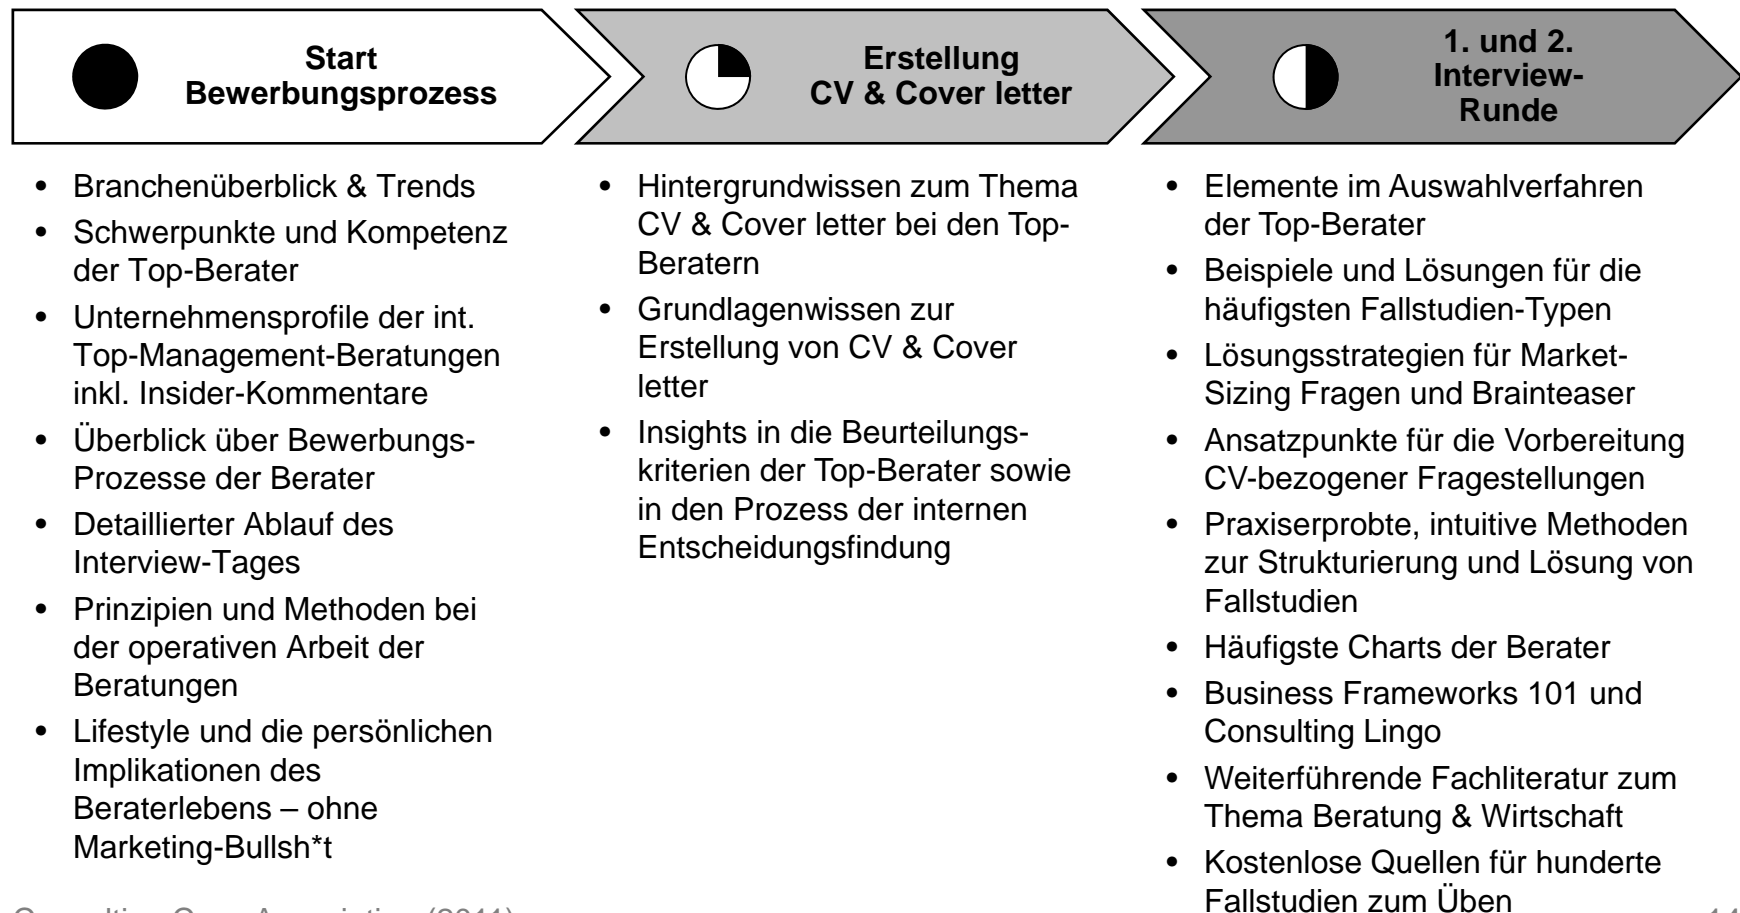 Start
Bewerbungsprozess
Erstellung
CV & Cover letter
1. und 2.
Interview-
Runde
• Branchenüberblick & Trends
• Schwerpunkte und Kompetenz
der Top-Berater
• Unternehmensprofile der int.
Top-Management-Beratungen
inkl. Insider-Kommentare
• Überblick über Bewerbungs-
Prozesse der Berater
• Detaillierter Ablauf des
Interview-Tages
• Prinzipien und Methoden bei
der operativen Arbeit der
Beratungen
• Lifestyle und die persönlichen
Implikationen des
Beraterlebens – ohne
Marketing-Bullsh*t
• Hintergrundwissen zum Thema
CV & Cover letter bei den Top-
Beratern
• Grundlagenwissen zur
Erstellung von CV & Cover
letter
• Insights in die Beurteilungs-
kriterien der Top-Berater sowie
in den Prozess der internen
Entscheidungsfindung
• Elemente im Auswahlverfahren
der Top-Berater
• Beispiele und Lösungen für die
häufigsten Fallstudien-Typen
• Lösungsstrategien für Market-
Sizing Fragen und Brainteaser
• Ansatzpunkte für die Vorbereitung
CV-bezogener Fragestellungen
• Praxiserprobte, intuitive Methoden
zur Strukturierung und Lösung von
Fallstudien
• Häufigste Charts der Berater
• Business Frameworks 101 und
Consulting Lingo
• Weiterführende Fachliteratur zum
Thema Beratung & Wirtschaft
• Kostenlose Quellen für hunderte
Fallstudien zum Üben